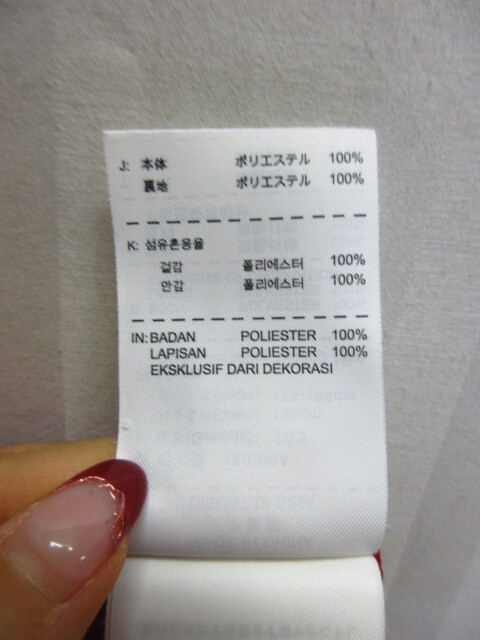 J: 本体 ポリエステル 100%
裏地 ポリエステル 100%
K: 섬유혼용율
겉감 폴리에스터 100%
안감 폴리에스터 100%
IN: BADAN POLIESTER 100%
LAPISAN POLIESTER 100%
EKSKLUSIF DARI DEKORASI